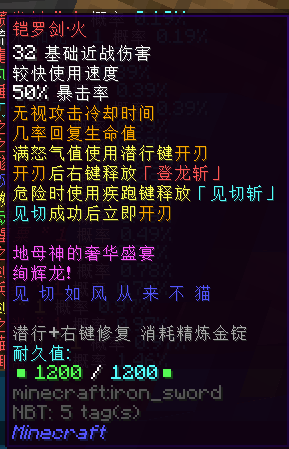 铠罗剑·火
32 基础近战伤害
较快使用速度
50% 暴击率
无视攻击冷却时间
几率回复生命值
满怒气值使用潜行键开刃
开刃后右键释放「登龙斩」
危险时使用疾跑键释放「见切斩」
见切成功后立即开刃
地母神的奢华盛宴
绚辉龙!
见切如风从来不猫
潜行+右键修复 消耗精炼金锭
耐久值:
1200 / 1200
minecraft:iron_sword
NBT: 5 tag(s)
Minecraft